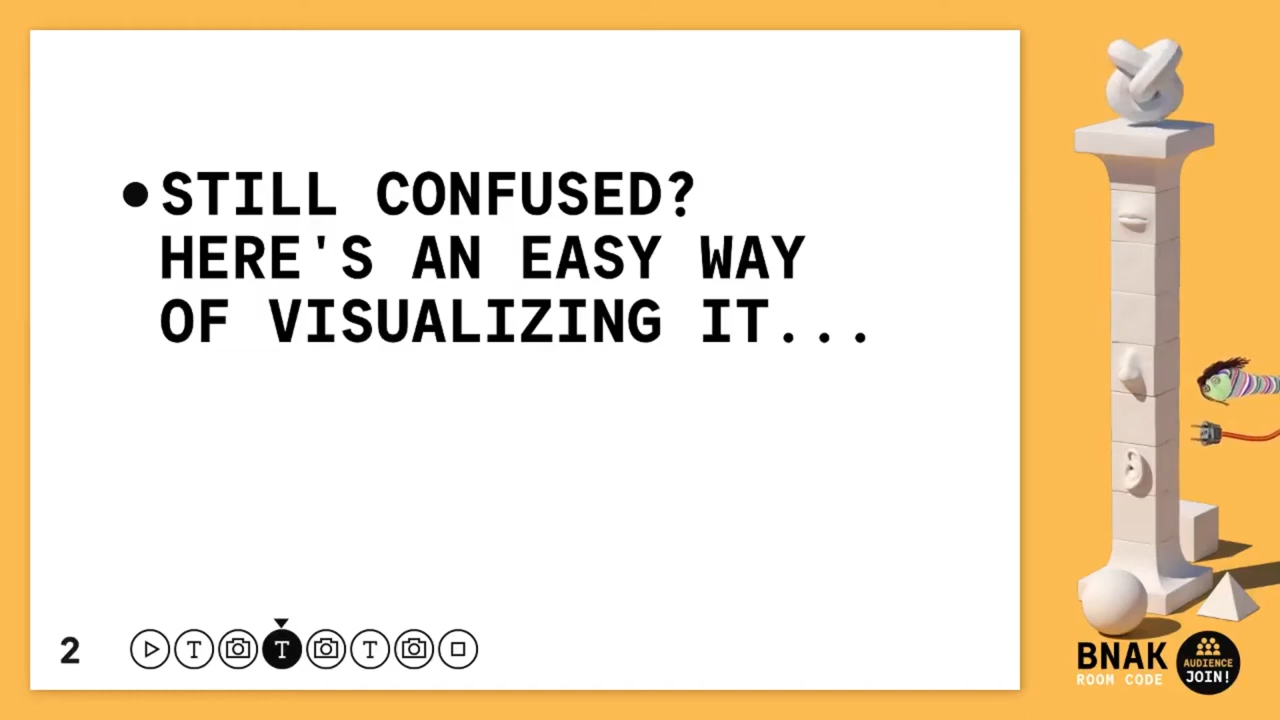 STILL CONFUSED?
HERE'S AN EASY WAY
OF VISUALIZING IT...
2
T
T
T
BNAK
ROOM CODE
AUDIENCE
JOIN!